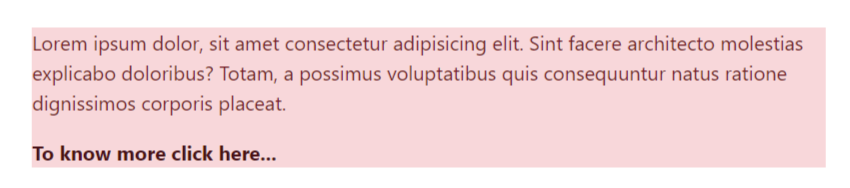 Lorem ipsum dolor, sit amet consectetur adipisicing elit. Sint facere architecto molestias
explicabo doloribus? Totam, a possimus voluptatibus quis consequuntur natus ratione
dignissimos corporis placeat.
To know more click here...